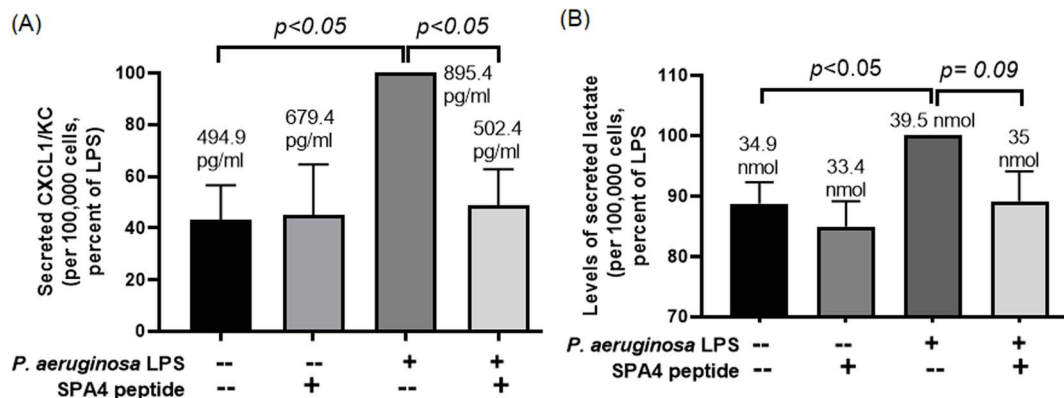 (A)
p<0.05 p<0.05
Secreted CXCL1/KC
(per 100,000 cells,
percent of LPS)
100
80
60
40
20
0
494.9
pg/ml
679.4
pg/ml
895.4
pg/ml
502.4
pg/ml
P. aeruginosa LPS -- -- + +
SPA4 peptide -- + -- +
(B)
p<0.05 p= 0.09
Levels of secreted lactate
(per 100,000 cells,
percent of LPS
110
100
90
80
70
34.9
nmol
33.4
nmol
39.5 nmol
35
nmol
P. aeruginosa LPS -- -- + +
SPA4 peptide -- + -- +